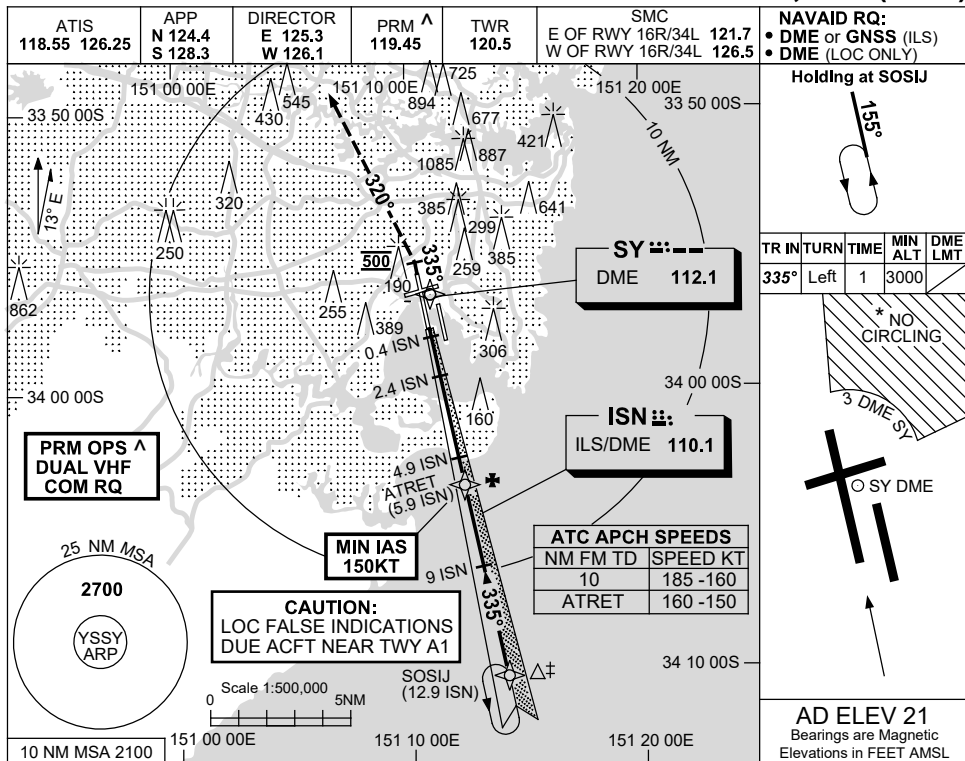 ATIS
118.55 126.25
APP
N 124.4
S 128.3
DIRECTOR
E 125.3
W 126.1
PRM ^
119.45
TWR
120.5
SMC
E OF RWY 16R/34L 121.7
W OF RWY 16R/34L 126.5
NAVAID RQ:
• DME or GNSS (ILS)
• DME (LOC ONLY)
Holding at SOSIJ
155°
TR IN TURN TIME MIN ALT DME LMT
335° Left 1 3000
* NO
CIRCLING
3 DME SY
SY DME
AD ELEV 21
Bearings are Magnetic
Elevations in FEET AMSL
151 00 00E
151 10 00E
151 20 00E
33 50 00S
33 50 00S
725
545
894
430
677
421
10 NM
1085
887
13° E
320
320°
385
641
299
250
335°
385
500
259
190
862
255
389
306
SY
DME 112.1
0.4 ISN
2.4 ISN
34 00 00S
34 00 00S
160
ISN
ILS/DME 110.1
PRM OPS ^
DUAL VHF
COM RQ
4.9 ISN
ATRET
(5.9 ISN)
MIN IAS
150KT
9 ISN
ATC APCH SPEEDS
NM FM TD SPEED KT
10 185 -160
ATRET 160 -150
25 NM MSA
2700
YSSY
ARP
CAUTION:
LOC FALSE INDICATIONS
DUE ACFT NEAR TWY A1
335°
SOSIJ
(12.9 ISN)
‡
34 10 00S
Scale 1:500,000
0 5NM
10 NM MSA 2100
151 00 00E
151 10 00E
151 20 00E